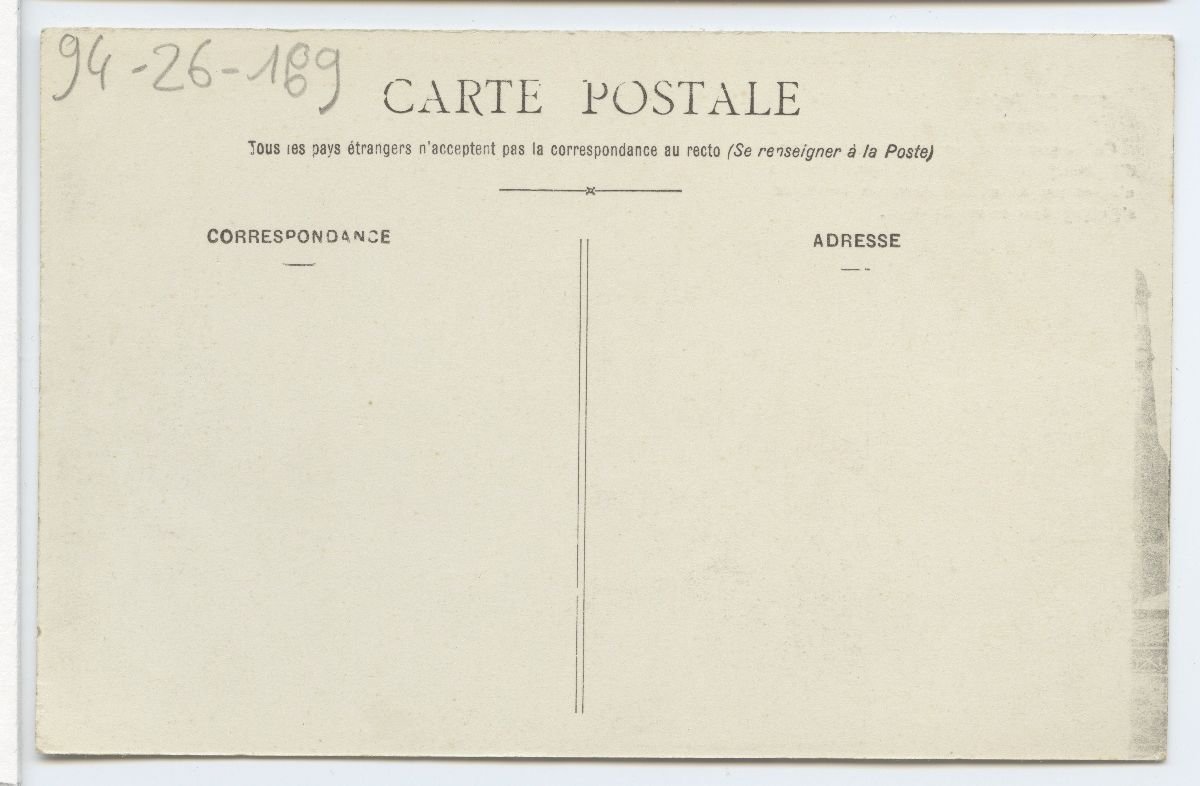 94-26-169
CARTE POSTALE
Tous les pays étrangers n'acceptent pas la correspondance au recto (Se renseigner à la Poste)
CORRESPONDANCE
ADRESSE